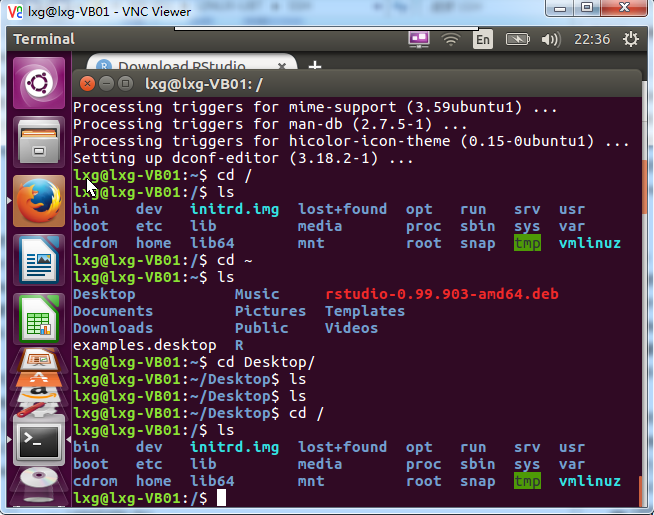 lxg@lxg-VB01 - VNC Viewer
Terminal En 22:36
Download RStudio
lxg@lxg-VB01: /
Processing triggers for mime-support (3.59ubuntu1) ...
Processing triggers for man-db (2.7.5-1) ...
Processing triggers for hicolor-icon-theme (0.15-0ubuntu1) ...
Setting up dconf-editor (3.18.2-1) ...
lxg@lxg-VB01:~$ cd /
lxg@lxg-VB01:/$ ls
bin dev initrd.img lost+found opt run srv usr
boot etc lib media proc sbin sys var
cdrom home lib64 mnt root snap tmp vmlinuz
lxg@lxg-VB01:/$ cd ~
lxg@lxg-VB01:~$ ls
Desktop Music rstudio-0.99.903-amd64.deb
Documents Pictures Templates
Downloads Public Videos
examples.desktop R
lxg@lxg-VB01:~$ cd Desktop/
lxg@lxg-VB01:~/Desktop$ ls
lxg@lxg-VB01:~/Desktop$ ls
lxg@lxg-VB01:~/Desktop$ cd /
lxg@lxg-VB01:/$ ls
bin dev initrd.img lost+found opt run srv usr
boot etc lib media proc sbin sys var
cdrom home lib64 mnt root snap tmp vmlinuz
lxg@lxg-VB01:/$